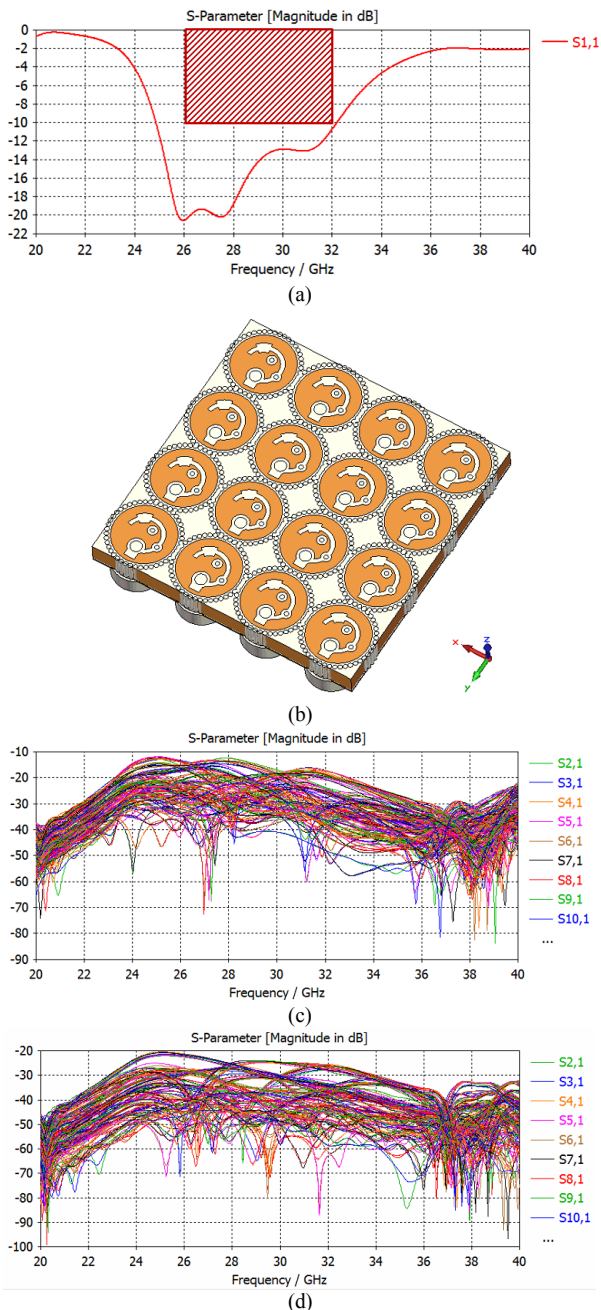 S-Parameter [Magnitude in dB]
0
-2
-4
-6
-8
-10
-12
-14
-16
-18
-20
-22
20 22 24 26 28 30 32 34 36 38 40
Frequency / GHz
S1,1
(a)
x
z
y
(b)
S-Parameter [Magnitude in dB]
-10
-20
-30
-40
-50
-60
-70
-80
-90
20 22 24 26 28 30 32 34 36 38 40
Frequency / GHz
S2,1
S3,1
S4,1
S5,1
S6,1
S7,1
S8,1
S9,1
S10,1
...
(c)
S-Parameter [Magnitude in dB]
-20
-30
-40
-50
-60
-70
-80
-90
-100
20 22 24 26 28 30 32 34 36 38 40
Frequency / GHz
S2,1
S3,1
S4,1
S5,1
S6,1
S7,1
S8,1
S9,1
S10,1
...
(d)